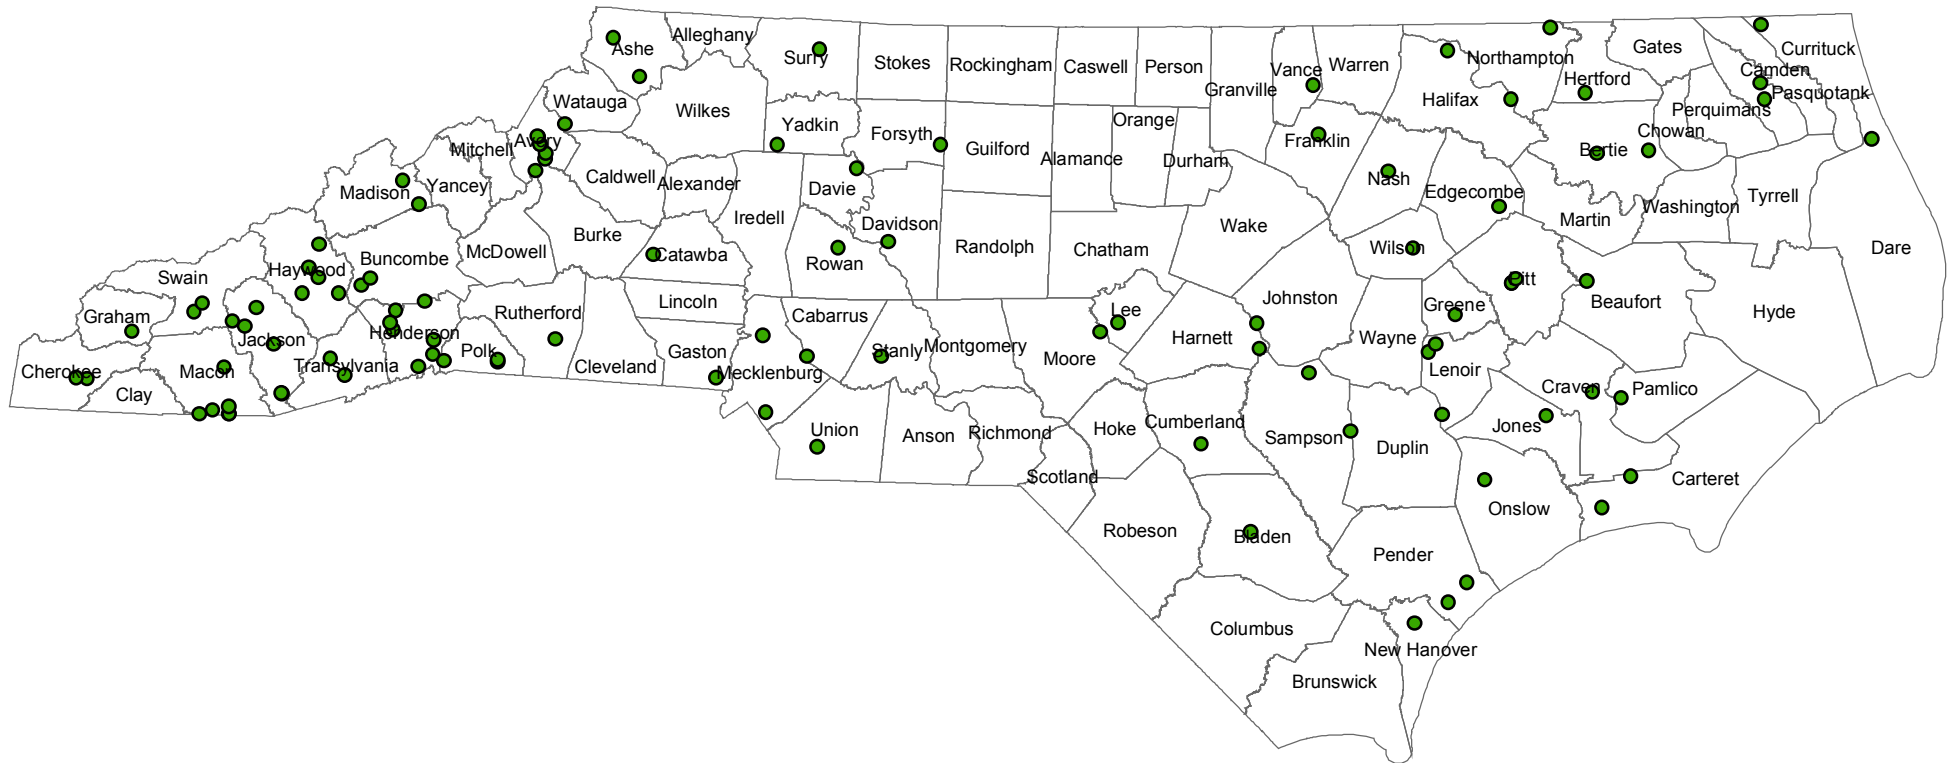 Alleghany
Ashe
Surry
Stokes
Rockingham
Caswell
Person
Granville
Vance
Warren
Northampton
Gates
Currituck
Hertford
Camden
Pasquotank
Halifax
Perquimans
Chowan
Watauga
Wilkes
Yadkin
Forsyth
Guilford
Alamance
Orange
Durham
Franklin
Bertie
Mitchell
Avery
Nash
Edgecombe
Madison
Yancey
Caldwell
Alexander
Davie
Iredell
Davidson
Wake
Martin
Washington
Tyrrell
Burke
McDowell
Catawba
Rowan
Randolph
Chatham
Wilson
Dare
Buncombe
Haywood
Swain
Pitt
Lincoln
Johnston
Greene
Beaufort
Hyde
Graham
Rutherford
Cabarrus
Lee
Jackson
Henderson
Harnett
Wayne
Polk
Gaston
Stanly
Montgomery
Moore
Cherokee
Macon
Transylvania
Cleveland
Mecklenburg
Lenoir
Craven
Pamlico
Clay
Union
Anson
Richmond
Hoke
Cumberland
Sampson
Duplin
Jones
Scotland
Carteret
Onslow
Robeson
Bladen
Pender
Columbus
New Hanover
Brunswick